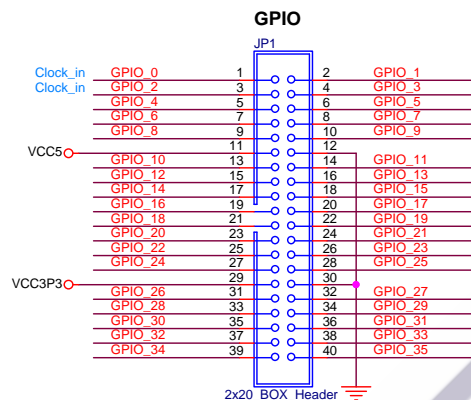 GPIO
JP1
Clock_in GPIO_0 1 2 GPIO_1
Clock_in GPIO_2 3 4 GPIO_3
GPIO_4 5 6 GPIO_5
GPIO_6 7 8 GPIO_7
GPIO_8 9 10 GPIO_9
VCC5 11 12
GPIO_10 13 14 GPIO_11
GPIO_12 15 16 GPIO_13
GPIO_14 17 18 GPIO_15
GPIO_16 19 20 GPIO_17
GPIO_18 21 22 GPIO_19
GPIO_20 23 24 GPIO_21
GPIO_22 25 26 GPIO_23
GPIO_24 27 28 GPIO_25
VCC3P3 29 30
GPIO_26 31 32 GPIO_27
GPIO_28 33 34 GPIO_29
GPIO_30 35 36 GPIO_31
GPIO_32 37 38 GPIO_33
GPIO_34 39 40 GPIO_35
2x20 BOX Header